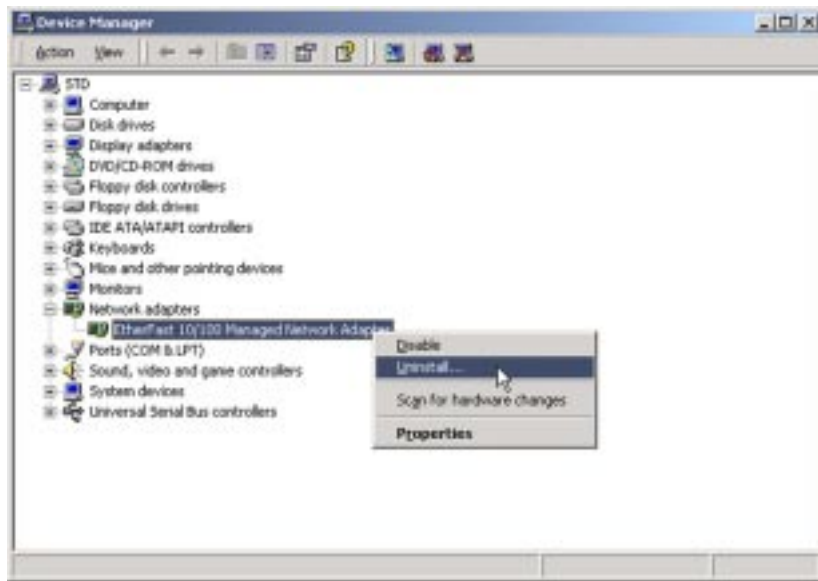 Device Manager
Action View
STD
Computer
Disk drives
Display adapters
DVD/CD-ROM drives
Floppy disk controllers
Floppy disk drives
IDE ATA/ATAPI controllers
Keyboards
Mice and other pointing devices
Monitors
Network adapters
EtherFast 10/100 Managed Network Adapter
Ports (COM & LPT)
Sound, video and game controllers
System devices
Universal Serial Bus controllers
Disable
Uninstall...
Scan for hardware changes
Properties